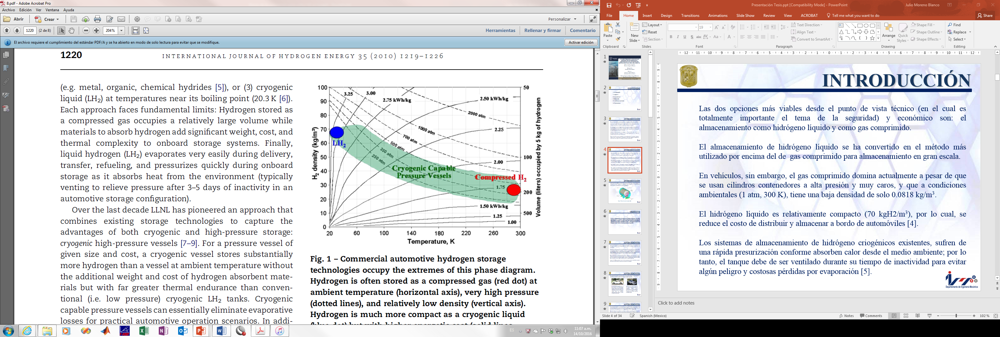 8.pdf - Adobe Acrobat Pro
Archivo Edición Ver Ventana Ayuda
Abrir Crear Personalizar
1220 (2 de 8) 204% Herramientas Rellenar y firmar Comentario
El archivo requiere el cumplimiento del estándar PDF/A y se ha abierto en modo de solo lectura para evitar que se modifique. Activar edición
1220 INTERNATIONAL JOURNAL OF HYDROGEN ENERGY 35 (2010) 1219–1226
(e.g. metal, organic, chemical hydrides [5]), or (3) cryogenic
liquid (LH₂) at temperatures near its boiling point (20.3 K [6]).
Each approach faces fundamental limits: Hydrogen stored as
a compressed gas occupies a relatively large volume while
materials to absorb hydrogen add significant weight, cost, and
thermal complexity to onboard storage systems. Finally,
liquid hydrogen (LH₂) evaporates very easily during delivery,
transfer, refueling, and pressurizes quickly during onboard
storage as it absorbs heat from the environment (typically
venting to relieve pressure after 3–5 days of inactivity in an
automotive storage configuration).
Over the last decade LLNL has pioneered an approach that
combines existing storage technologies to capture the
advantages of both cryogenic and high-pressure storage:
cryogenic high-pressure vessels [7–9]. For a pressure vessel of
given size and cost, a cryogenic vessel stores substantially
more hydrogen than a vessel at ambient temperature without
the additional weight and cost of hydrogen absorbent mate-
rials but with far greater thermal endurance than conven-
tional (i.e. low pressure) cryogenic LH₂ tanks. Cryogenic
capable pressure vessels can essentially eliminate evaporative
losses for practical automotive operation scenarios. In addi-
H₂ density (kg/m³)
100
90
80
70
60
50
40
30
20
10
0
20 60 100 140 180 220 260 300
Temperature, K
50
100
200
500
Volume (liters) occupied by 5 kg of hydrogen
3.25
3.00
2.75 kWh/kg
2.50 kWh/kg
2.25
2.00
1.75
1.50 kWh/kg
1.25
1.00
2000 atm
1000 atm
700 atm
500 atm
350 atm
250 atm
LH₂
Cryogenic Capable
Pressure Vessels
Compressed H₂
Fig. 1 – Commercial automotive hydrogen storage
technologies occupy the extremes of this phase diagram.
Hydrogen is often stored as a compressed gas (red dot) at
ambient temperature (horizontal axis), very high pressure
(dotted lines), and relatively low density (vertical axis).
Hydrogen is much more compact as a cryogenic liquid
(blue dot) but with higher energetic cost (solid lines
ES 11:07 a.m.
14/10/2016
Presentación Tesis.ppt [Compatibility Mode] - PowerPoint Julio Moreno Blanco
File Home Insert Design Transitions Animations Slide Show Review View ACROBAT Tell me what you want to do Share
Paste
Clipboard
New
Slide
Layout
Reset
Section
Slides
19
Font
Text Direction
Align Text
Convert to SmartArt
Paragraph
Arrange
Quick
Styles
Shape Fill
Shape Outline
Shape Effects
Drawing
Find
Replace
Select
Editing
1
2
CONTENIDO
3
INTRODUCCIÓN
4
INTRODUCCIÓN
5
INTRODUCCIÓN
6
OBJETIVO
7
ANTECEDENTES
8
ANTECEDENTES
9
ANTECEDENTES
INTRODUCCIÓN
Las dos opciones más viables desde el punto de vista técnico (en el cual es
totalmente importante el tema de la seguridad) y económico son: el
almacenamiento como hidrógeno líquido y como gas comprimido.
El almacenamiento de hidrógeno líquido se ha convertido en el método más
utilizado por encima del de gas comprimido para almacenamiento en gran escala.
En vehículos, sin embargo, el gas comprimido domina actualmente a pesar de que
se usan cilindros contenedores a alta presión y muy caros, y que a condiciones
ambientales (1 atm, 300 K), tiene una baja densidad de solo 0.0818 kg/m³.
El hidrógeno líquido es relativamente compacto (70 kgH2/m³), por lo cual, se
reduce el costo de distribuir y almacenar a bordo de automóviles [4].
Los sistemas de almacenamiento de hidrógeno criogénicos existentes, sufren de
una rápida presurización conforme absorben calor desde el medio ambiente; por lo
tanto, el tanque debe de ser ventilado durante su tiempo de inactividad para evitar
algún peligro y costosas pérdidas por evaporación [5].
Departamento de Ingeniería Mecánica
Click to add notes
Slide 4 of 34 Spanish (Mexico) Notes Comments 102 %